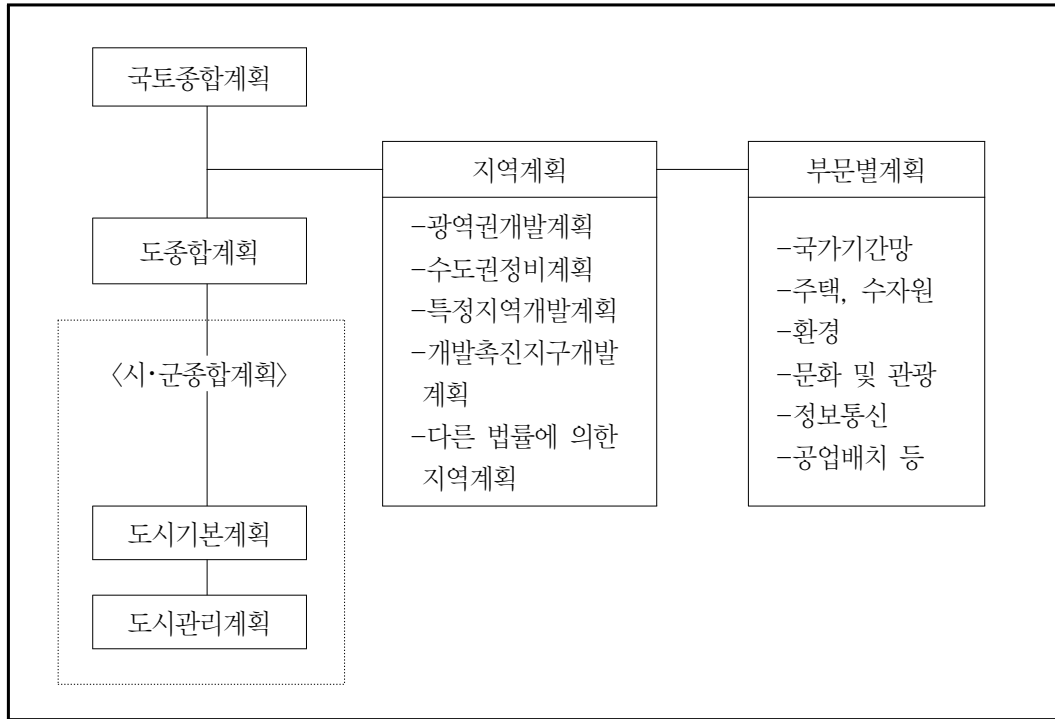 국토종합계획
지역계획
부문별계획
도종합계획
-광역권개발계획
-수도권정비계획
-특정지역개발계획
-개발촉진지구개발
계획
-다른 법률에 의한
지역계획
-국가기간망
-주택, 수자원
-환경
-문화 및 관광
-정보통신
-공업배치 등
〈시·군종합계획〉
도시기본계획
도시관리계획